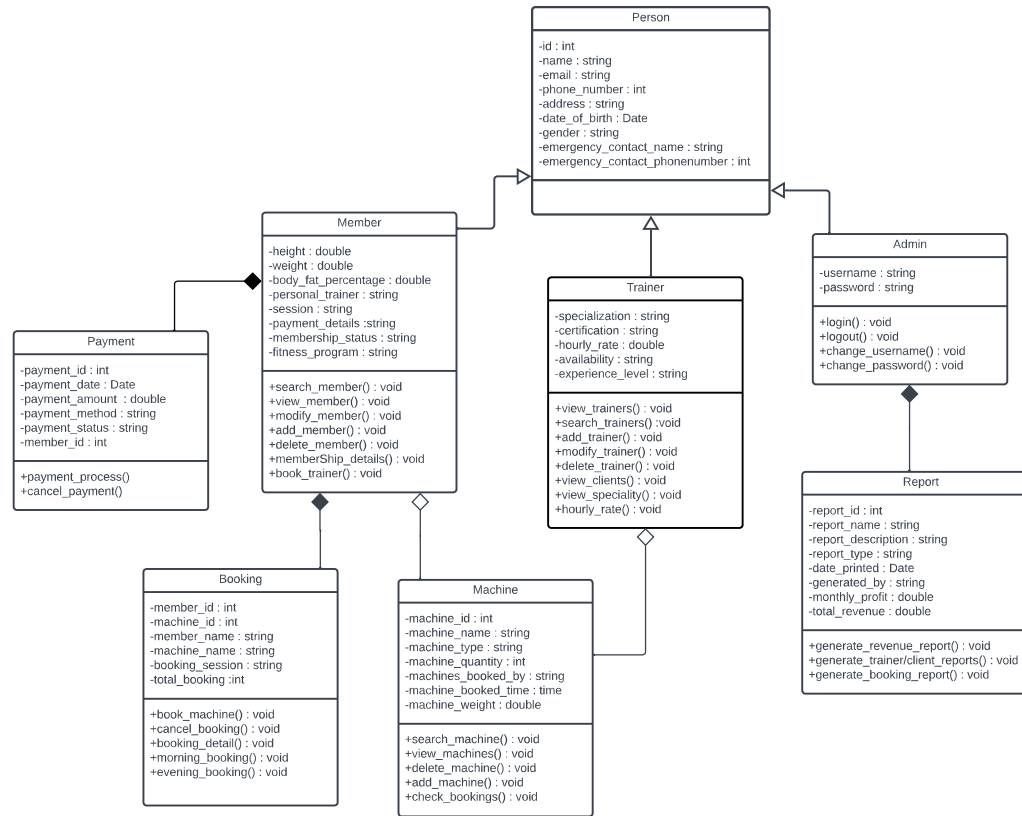 Person
-id : int
-name : string
-email : string
-phone_number : int
-address : string
-date_of_birth : Date
-gender : string
-emergency_contact_name : string
-emergency_contact_phonenumber : int
Member
-height : double
-weight : double
-body_fat_percentage : double
-personal_trainer : string
-session : string
-payment_details :string
-membership_status : string
-fitness_program : string
+search_member() : void
+view_member() : void
+modify_member() : void
+add_member() : void
+delete_member() : void
+memberShip_details() : void
+book_trainer() : void
Trainer
-specialization : string
-certification : string
-hourly_rate : double
-availability : string
-experience_level : string
+view_trainers() : void
+search_trainers() :void
+add_trainer() : void
+modify_trainer() : void
+delete_trainer() : void
+view_clients() : void
+view_speciality() : void
+hourly_rate() : void
Admin
-username : string
-password : string
+login() : void
+logout() : void
+change_username() : void
+change_password() : void
Payment
-payment_id : int
-payment_date : Date
-payment_amount : double
-payment_method : string
-payment_status : string
-member_id : int
+payment_process()
+cancel_payment()
Report
-report_id : int
-report_name : string
-report_description : string
-report_type : string
-date_printed : Date
-generated_by : string
-monthly_profit : double
-total_revenue : double
+generate_revenue_report() : void
+generate_trainer/client_reports() : void
+generate_booking_report() : void
Booking
-member_id : int
-machine_id : int
-member_name : string
-machine_name : string
-booking_session : string
-total_booking :int
+book_machine() : void
+cancel_booking() : void
+booking_detail() : void
+morning_booking() : void
+evening_booking() : void
Machine
-machine_id : int
-machine_name : string
-machine_type : string
-machine_quantity : int
-machines_booked_by : string
-machine_booked_time : time
-machine_weight : double
+search_machine() : void
+view_machines() : void
+delete_machine() : void
+add_machine() : void
+check_bookings() : void